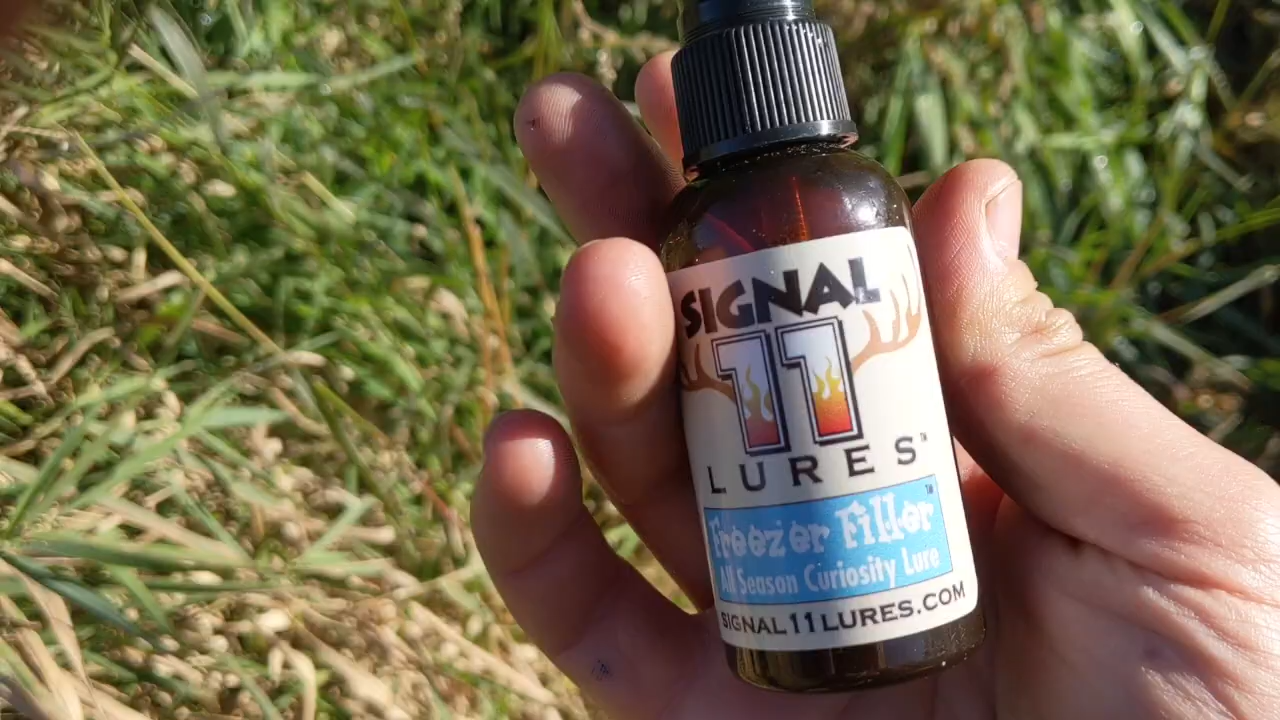 SIGNAL
11
LURES™
Freezer Filler™
All Season Curiosity Lure
SIGNAL11LURES.COM